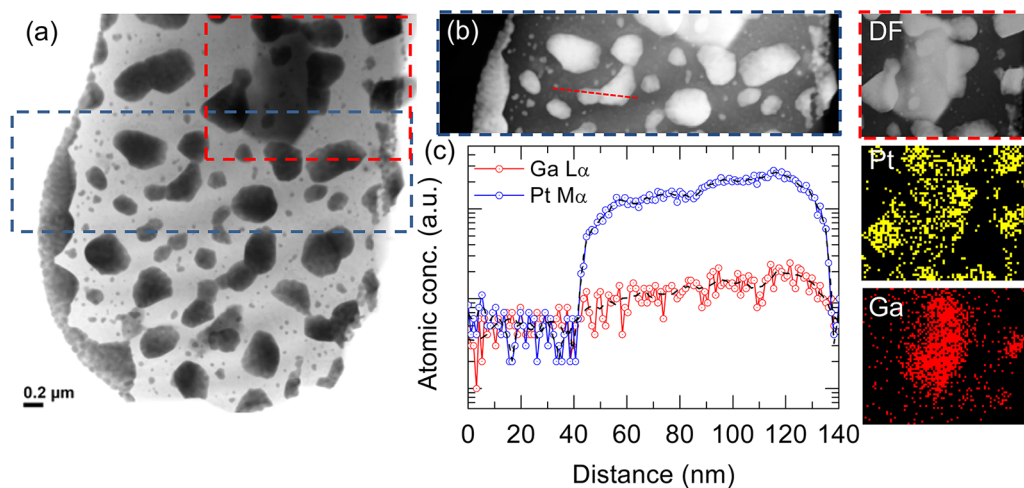 (a)
0.2 µm
(b)
DF
(c)
Ga Lα
Pt Mα
Atomic conc. (a.u.)
0 20 40 60 80 100 120 140
Distance (nm)
Pt
Ga